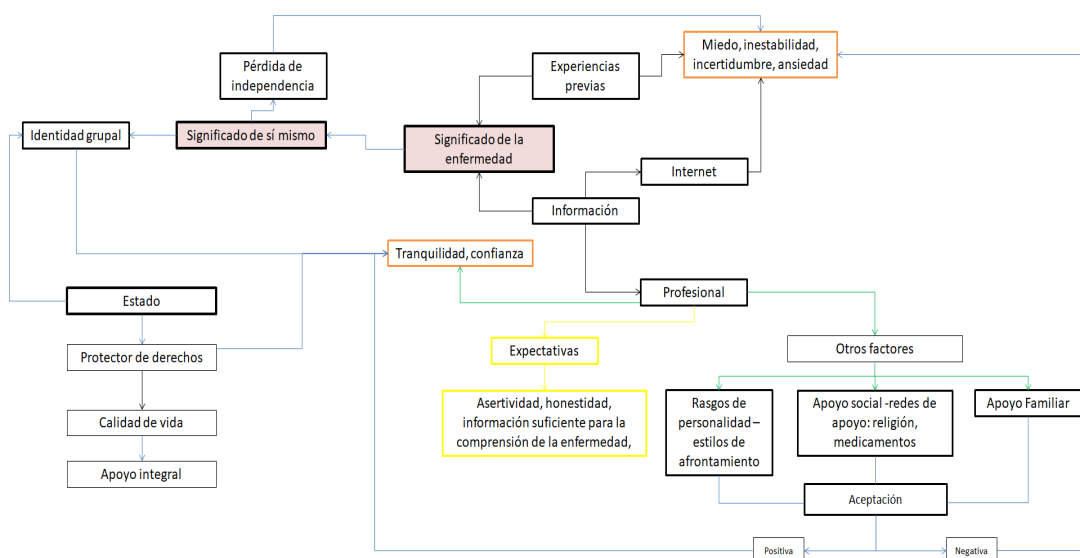 Miedo, inestabilidad,
incertidumbre, ansiedad
Pérdida de
independencia
Experiencias
previas
Identidad grupal
Significado de sí mismo
Significado de la
enfermedad
Internet
Información
Tranquilidad, confianza
Profesional
Estado
Expectativas
Otros factores
Protector de derechos
Asertividad, honestidad,
información suficiente para la
comprensión de la enfermedad,
Rasgos de
personalidad –
estilos de
afrontamiento
Apoyo social -redes de
apoyo: religión,
medicamentos
Apoyo Familiar
Calidad de vida
Apoyo integral
Aceptación
Positiva
Negativa